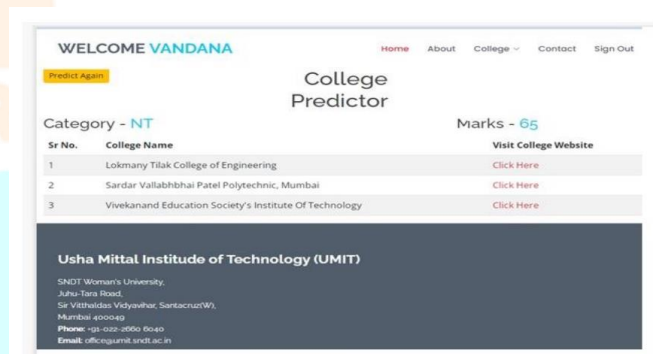 WELCOME VANDANA
Home About College Contact Sign Out
Predict Again
College
Predictor
Category - NT
Marks - 65
Sr No. College Name Visit College Website
1 Lokmany Tilak College of Engineering Click Here
2 Sardar Vallabhbhai Patel Polytechnic, Mumbai Click Here
3 Vivekanand Education Society's Institute Of Technology Click Here
Usha Mittal Institude of Technology (UMIT)
SNDT Woman's University,
Juhu-Tara Road,
Sir Vitthaldas Vidyavihar, Santacruz(W),
Mumbai 400049
Phone: +91-022-2660 6040
Email: office@umit.sndt.ac.in